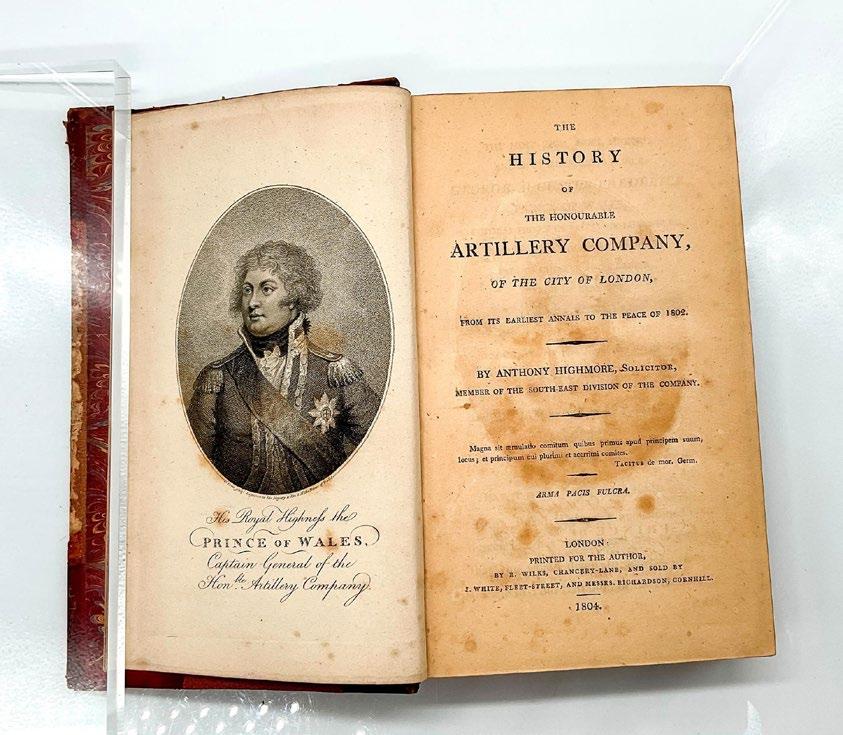 His Royal Highness the
PRINCE OF WALES,
Captain General of the
Honble Artillery Company.
THE
HISTORY
OF
THE HONOURABLE
ARTILLERY COMPANY,
OF THE CITY OF LONDON,
FROM ITS EARLIEST ANNALS TO THE PEACE OF 1802.
BY ANTHONY HIGHMORE, SOLICITOR,
MEMBER OF THE SOUTH-EAST DIVISION OF THE COMPANY.
Magna sit æmulatio comitum quibus primus apud principem suum,
locus; et principum cui plurimi et acerrimi comites.
TACITUS de mor. Germ.
ARMA PACIS FULCRA.
LONDON:
PRINTED FOR THE AUTHOR,
BY R. WILKS, CHANCERY-LANE, AND SOLD BY
J. WHITE, FLEET-STREET, AND MESSRS. RICHARDSON, CORNHILL.
1804.